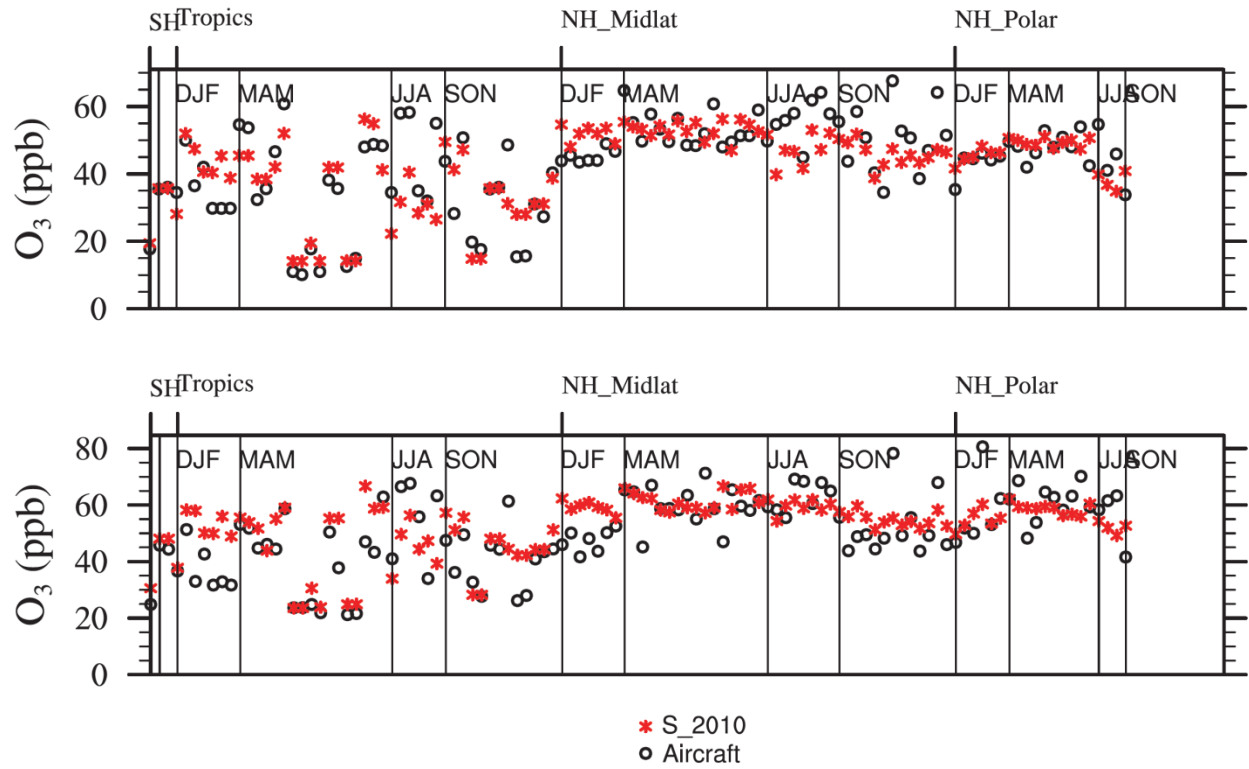 SH Tropics NH_Midlat NH_Polar
DJF MAM JJA SON DJF MAM JJA SON DJF MAM JJA SON
60
40
20
0
O3 (ppb)
SH Tropics NH_Midlat NH_Polar
DJF MAM JJA SON DJF MAM JJA SON DJF MAM JJA SON
80
60
40
20
0
O3 (ppb)
S_2010
Aircraft